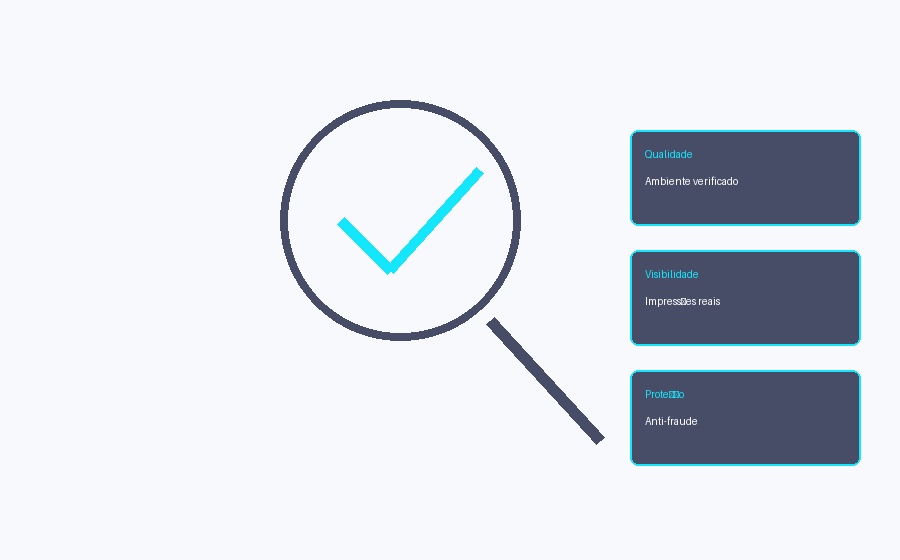 Qualidade
Ambiente verificado
Visibilidade
reais
Anti-fraude